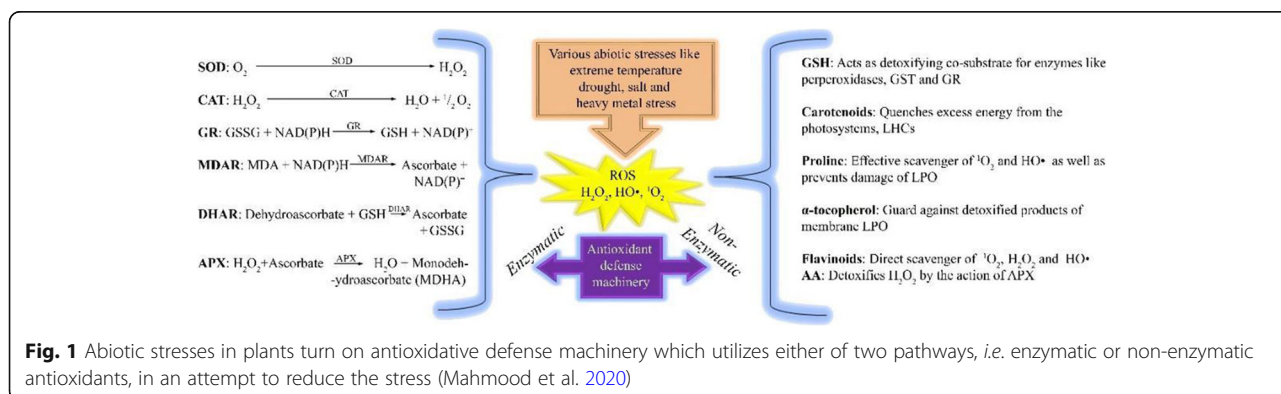 SOD: O₂ SOD H₂O₂
CAT: H₂O₂ CAT H₂O + ¹/₂ O₂
GR: GSSG + NAD(P)H GR GSH + NAD(P)⁻
MDAR: MDA + NAD(P)H MDAR Ascorbate +
NAD(P)⁻
DHAR: Dehydroascorbate + GSH DHAR Ascorbate
+GSSG
APX: H₂O₂+Ascorbate APX H₂O − Monodeh-
-ydroascorbate (MDHA)
Various abiotic stresses like
extreme temperature
drought, salt and
heavy metal stress
ROS
H₂O₂, HO•, ¹O₂
Enzymatic
Non-
Enzymatic
Antioxidant
defense
machinery
GSH: Acts as detoxifying co-substrate for enzymes like
perperoxidases, GST and GR
Carotenoids: Quenches excess energy from the
photosystems, LHCs
Proline: Effective scavenger of ¹O₂ and HO• as well as
prevents damage of LPO
α-tocopherol: Guard against detoxified products of
membrane LPO
Flavinoids: Direct scavenger of ¹O₂, H₂O₂ and HO•
AA: Detoxifies H₂O₂ by the action of APX
Fig. 1 Abiotic stresses in plants turn on antioxidative defense machinery which utilizes either of two pathways, i.e. enzymatic or non-enzymatic
antioxidants, in an attempt to reduce the stress (Mahmood et al. 2020)